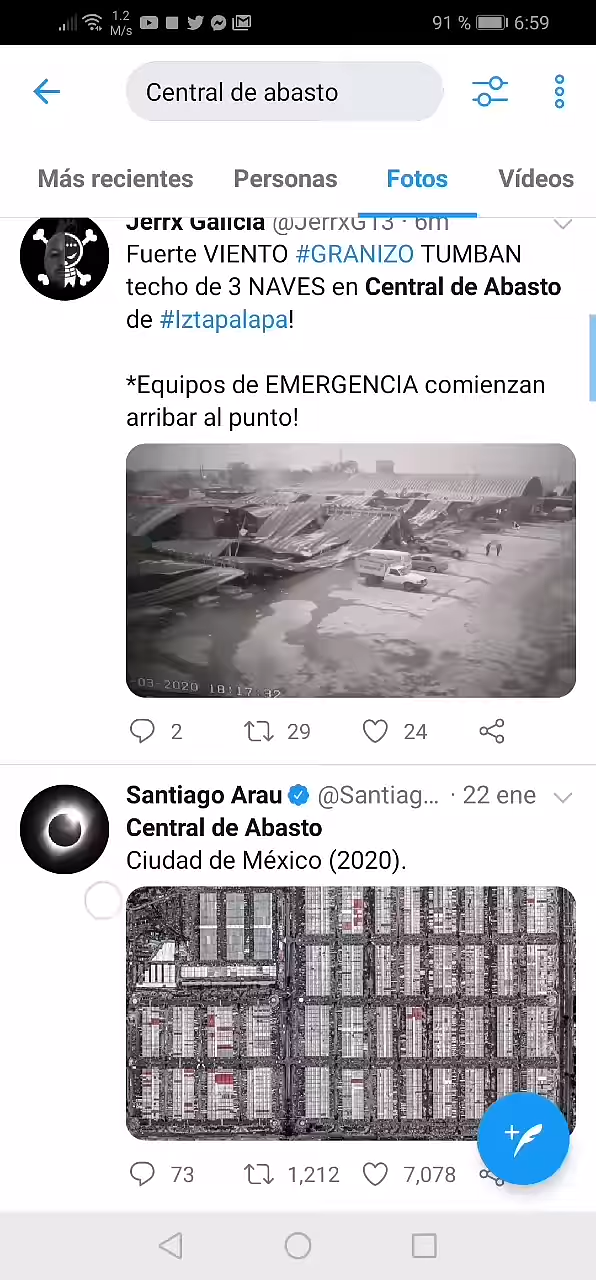 1.2
M/s
91 % 6:59
Central de abasto
Más recientes Personas Fotos Vídeos
Jerrx Galicia @JerrxG13 · 6m
Fuerte VIENTO #GRANIZO TUMBAN
techo de 3 NAVES en Central de Abasto
de #Iztapalapa!
*Equipos de EMERGENCIA comienzan
arribar al punto!
-03-2020 18:17:32
2 29 24
Santiago Arau @Santiag... · 22 ene
Central de Abasto
Ciudad de México (2020).
73 1,212 7,078